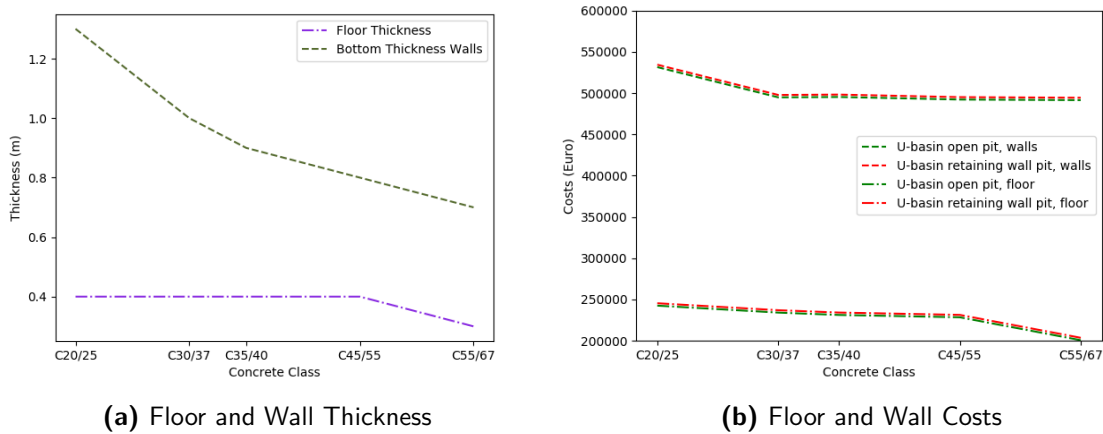 Floor Thickness
Bottom Thickness Walls
1.2
1.0
0.8
0.6
0.4
Thickness (m)
C20/25 C30/37 C35/40 C45/55 C55/67
Concrete Class
(a) Floor and Wall Thickness
600000
550000
500000
450000
400000
350000
300000
250000
200000
Costs (Euro)
U-basin open pit, walls
U-basin retaining wall pit, walls
U-basin open pit, floor
U-basin retaining wall pit, floor
C20/25 C30/37 C35/40 C45/55 C55/67
Concrete Class
(b) Floor and Wall Costs